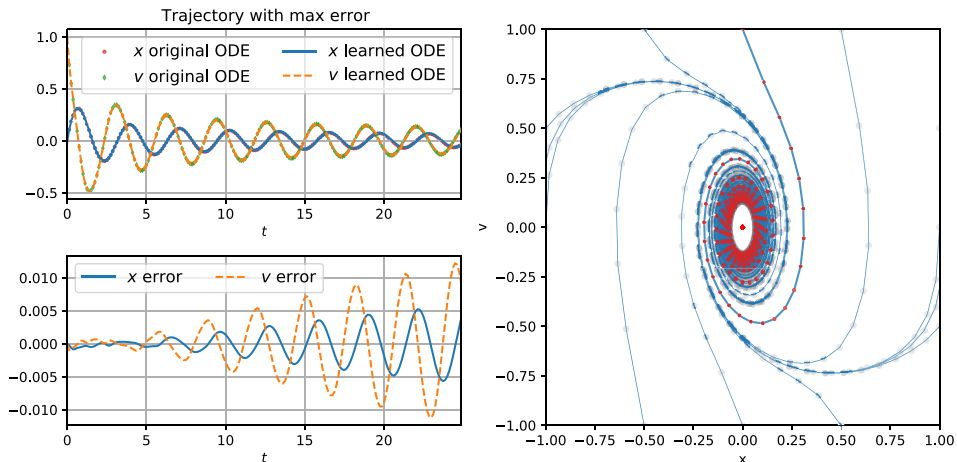 Trajectory with max error
1.0
0.5
0.0
−0.5
x original ODE
v original ODE
x learned ODE
v learned ODE
0 5 10 15 20
t
0.010
0.005
0.000
−0.005
−0.010
x error
v error
0 5 10 15 20
t
1.00
0.75
0.50
0.25
0.00
−0.25
−0.50
−0.75
−1.00
v
−1.00 −0.75 −0.50 −0.25 0.00 0.25 0.50 0.75 1.00
x